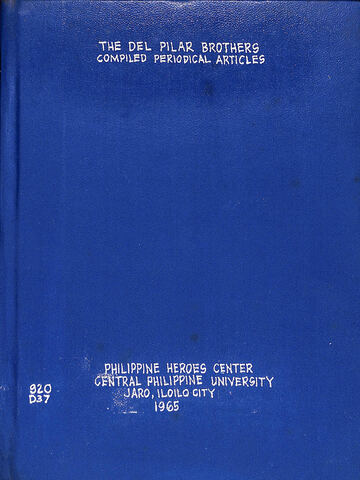 THE DEL PILAR BROTHERS
COMPILED PERIODICAL ARTICLES
PHILIPPINE HEROES CENTER
CENTRAL PHILIPPINE UNIVERSITY
JARO, ILOILO CITY
1965
920
D37